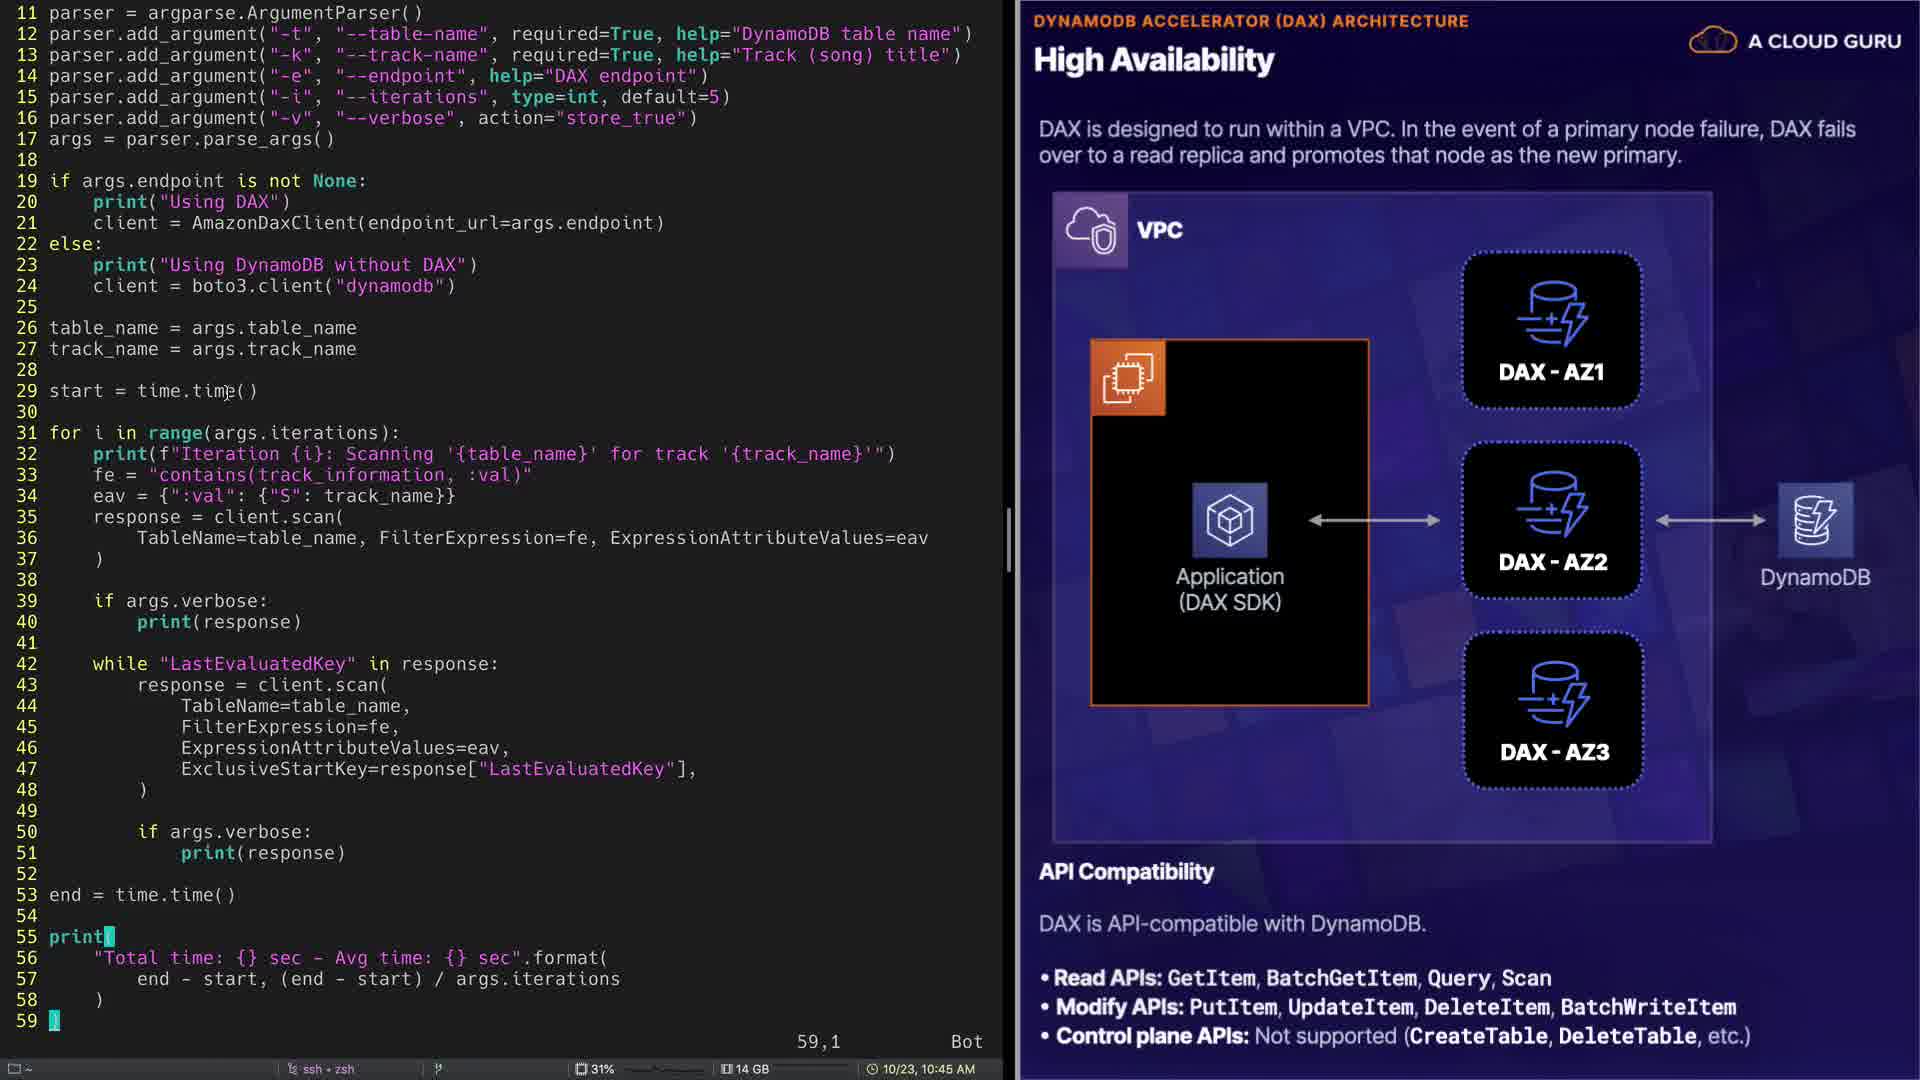 11 parser = argparse.ArgumentParser()
12 parser.add_argument("-t", "--table-name", required=True, help="DynamoDB table name")
13 parser.add_argument("-k", "--track-name", required=True, help="Track (song) title")
14 parser.add_argument("-e", "--endpoint", help="DAX endpoint")
15 parser.add_argument("-i", "--iterations", type=int, default=5)
16 parser.add_argument("-v", "--verbose", action="store_true")
17 args = parser.parse_args()
18
19 if args.endpoint is not None:
20     print("Using DAX")
21     client = AmazonDaxClient(endpoint_url=args.endpoint)
22 else:
23     print("Using DynamoDB without DAX")
24     client = boto3.client("dynamodb")
25
26 table_name = args.table_name
27 track_name = args.track_name
28
29 start = time.time()
30
31 for i in range(args.iterations):
32     print(f"Iteration {i}: Scanning '{table_name}' for track '{track_name}'")
33     fe = "contains(track_information, :val)"
34     eav = {":val": {"S": track_name}}
35     response = client.scan(
36         TableName=table_name, FilterExpression=fe, ExpressionAttributeValues=eav
37     )
38
39     if args.verbose:
40         print(response)
41
42     while "LastEvaluatedKey" in response:
43         response = client.scan(
44             TableName=table_name,
45             FilterExpression=fe,
46             ExpressionAttributeValues=eav,
47             ExclusiveStartKey=response["LastEvaluatedKey"],
48         )
49
50         if args.verbose:
51             print(response)
52
53 end = time.time()
54
55 print(
56     "Total time: {} sec - Avg time: {} sec".format(
57         end - start, (end - start) / args.iterations
58     )
59 )
59,1 Bot
~ ssh • zsh 31% 14 GB 10/23, 10:45 AM
DYNAMODB ACCELERATOR (DAX) ARCHITECTURE
High Availability
A CLOUD GURU
DAX is designed to run within a VPC. In the event of a primary node failure, DAX fails
over to a read replica and promotes that node as the new primary.
VPC
DAX - AZ1
DAX - AZ2
DAX - AZ3
Application
(DAX SDK)
DynamoDB
API Compatibility
DAX is API-compatible with DynamoDB.
• Read APIs: GetItem, BatchGetItem, Query, Scan
• Modify APIs: PutItem, UpdateItem, DeleteItem, BatchWriteItem
• Control plane APIs: Not supported (CreateTable, DeleteTable, etc.)